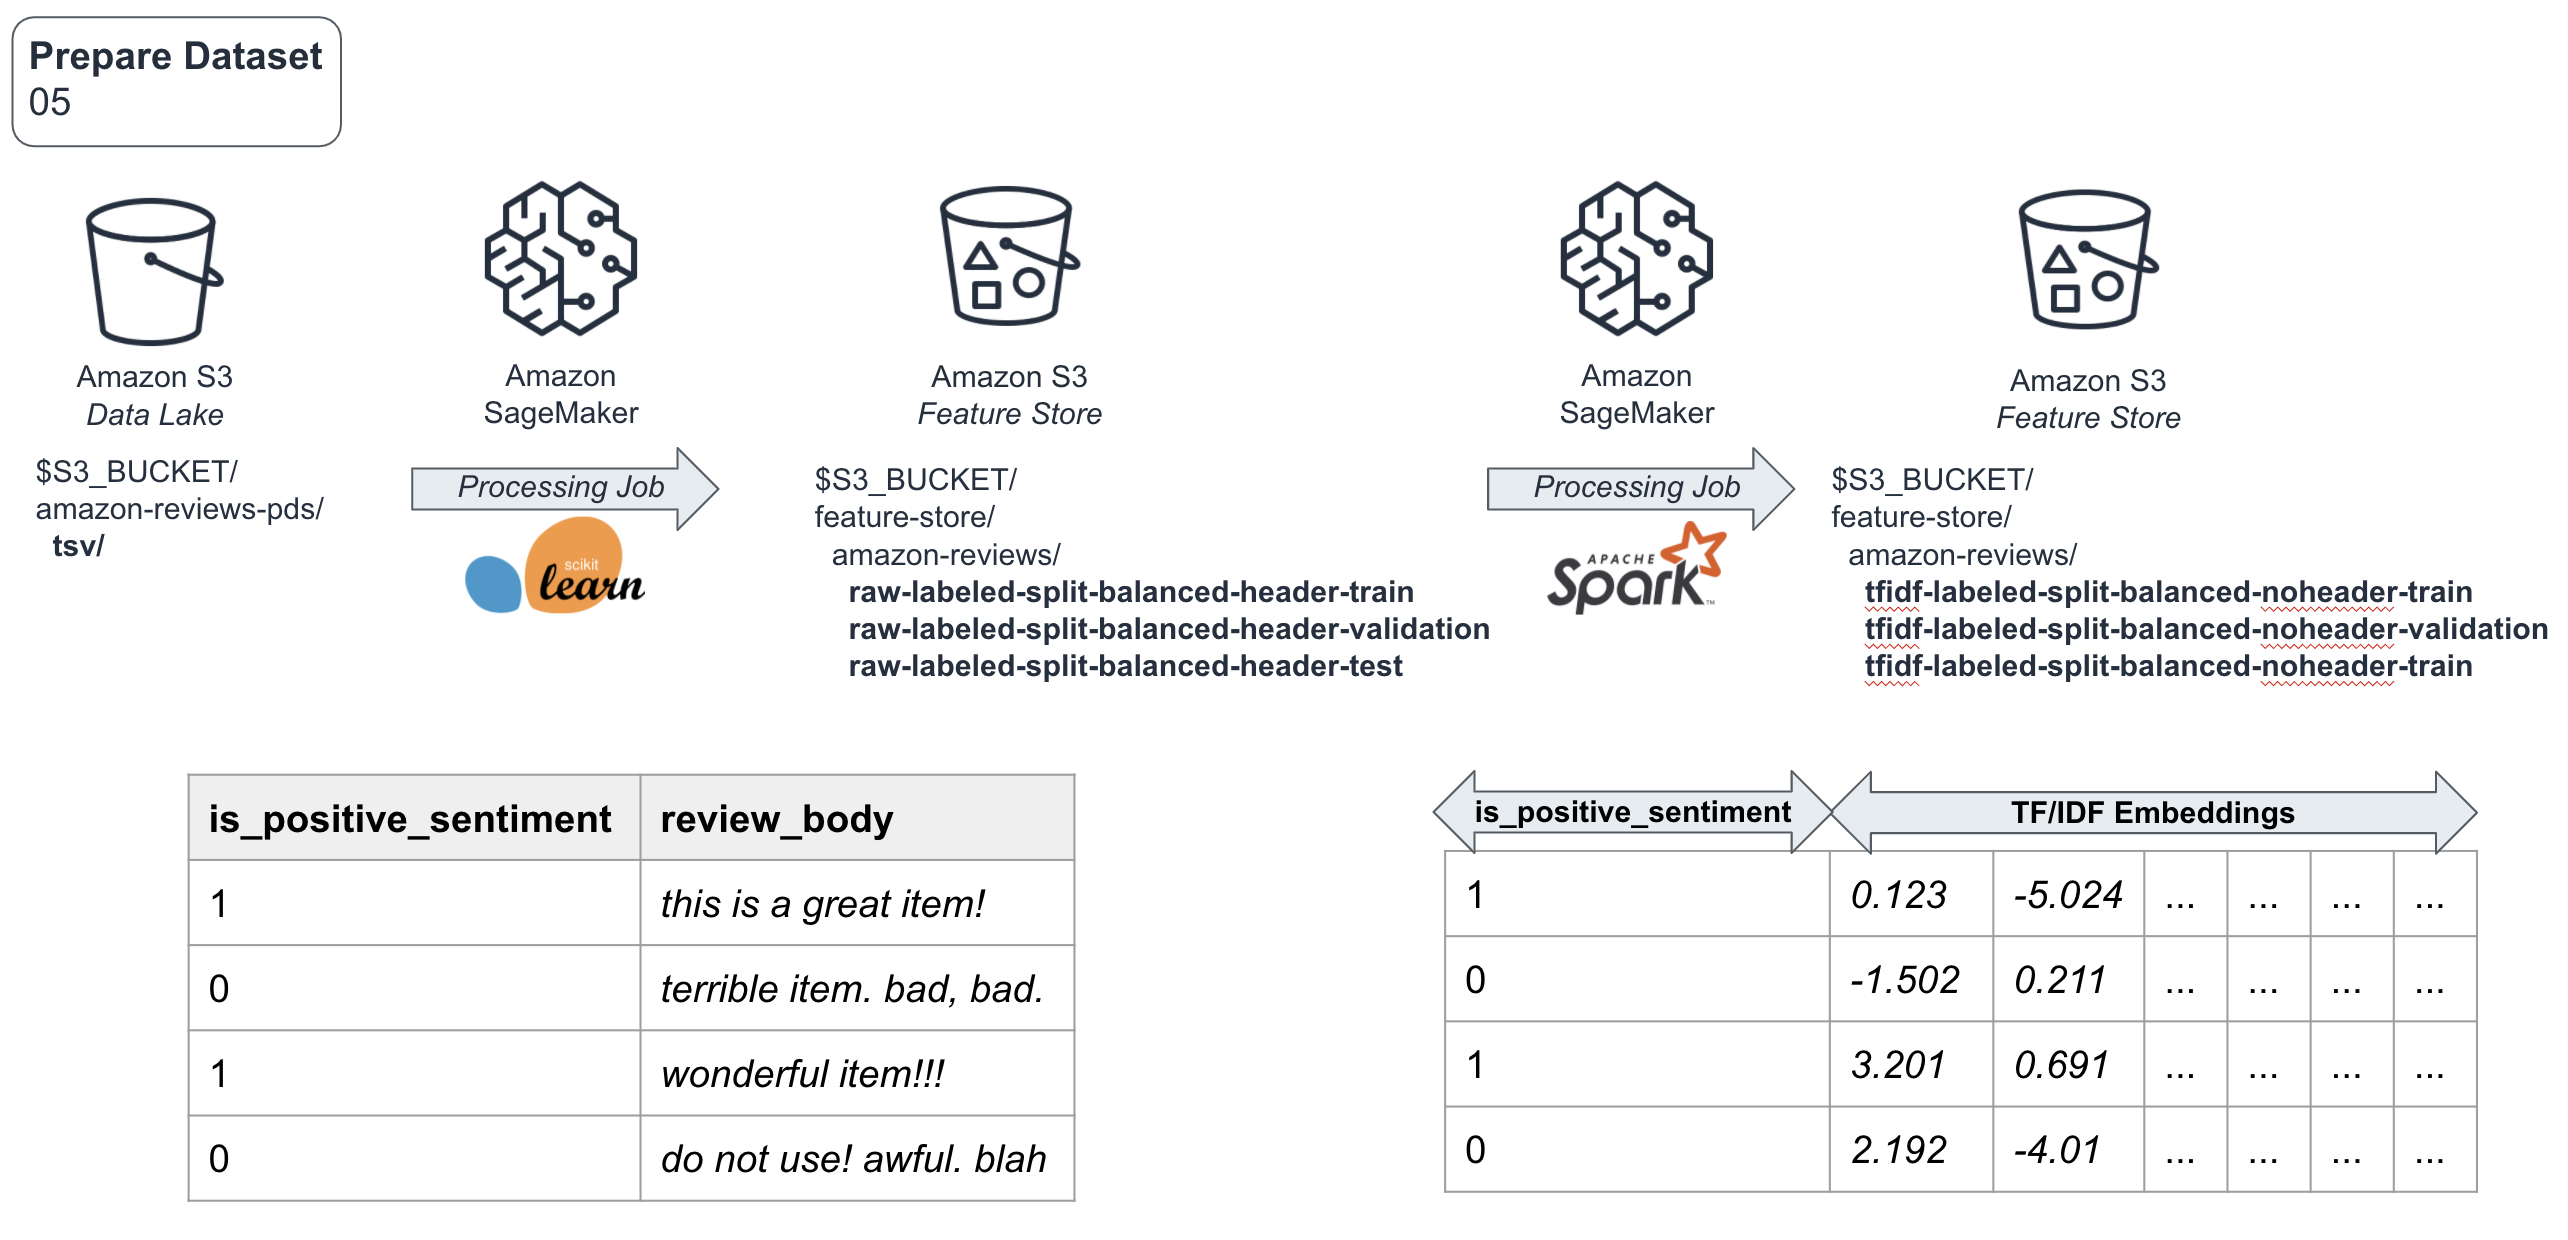 Prepare Dataset
05
Amazon S3
Data Lake
$S3_BUCKET/
amazon-reviews-pds/
tsv/
Amazon
SageMaker
Processing Job
scikit
learn
Amazon S3
Feature Store
$S3_BUCKET/
feature-store/
amazon-reviews/
raw-labeled-split-balanced-header-train
raw-labeled-split-balanced-header-validation
raw-labeled-split-balanced-header-test
Amazon
SageMaker
Processing Job
APACHE
Spark™
Amazon S3
Feature Store
$S3_BUCKET/
feature-store/
amazon-reviews/
tfidf-labeled-split-balanced-noheader-train
tfidf-labeled-split-balanced-noheader-validation
tfidf-labeled-split-balanced-noheader-train
is_positive_sentiment review_body
1 this is a great item!
0 terrible item. bad, bad.
1 wonderful item!!!
0 do not use! awful. blah
is_positive_sentiment TF/IDF Embeddings
1 0.123 -5.024 ... ... ... ...
0 -1.502 0.211 ... ... ... ...
1 3.201 0.691 ... ... ... ...
0 2.192 -4.01 ... ... ... ...